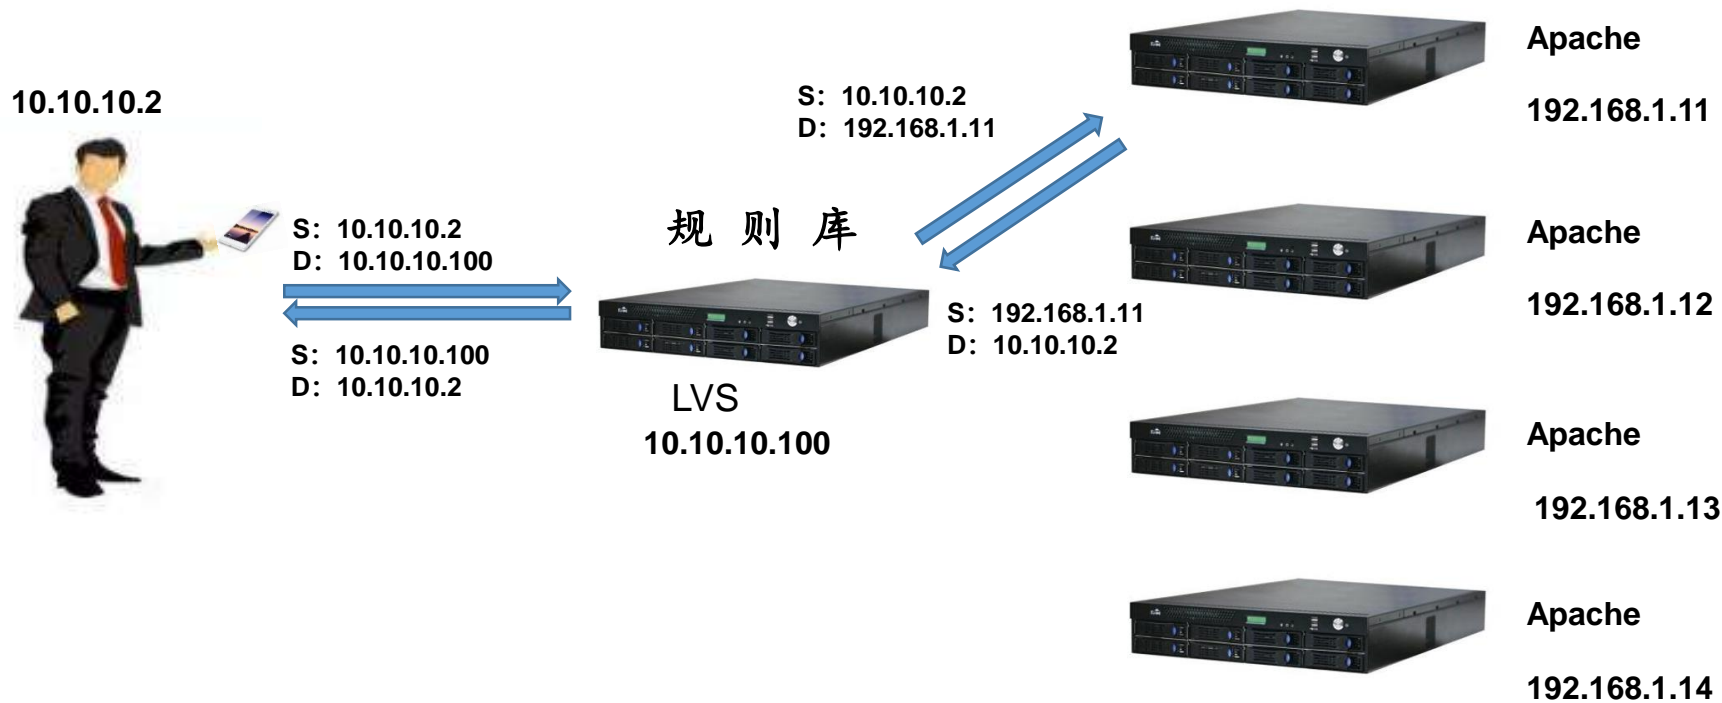 10.10.10.2
S：10.10.10.2
D：10.10.10.100
S：10.10.10.100
D：10.10.10.2
规 则 库
LVS
10.10.10.100
S：10.10.10.2
D：192.168.1.11
S：192.168.1.11
D：10.10.10.2
Apache
192.168.1.11
Apache
192.168.1.12
Apache
192.168.1.13
Apache
192.168.1.14